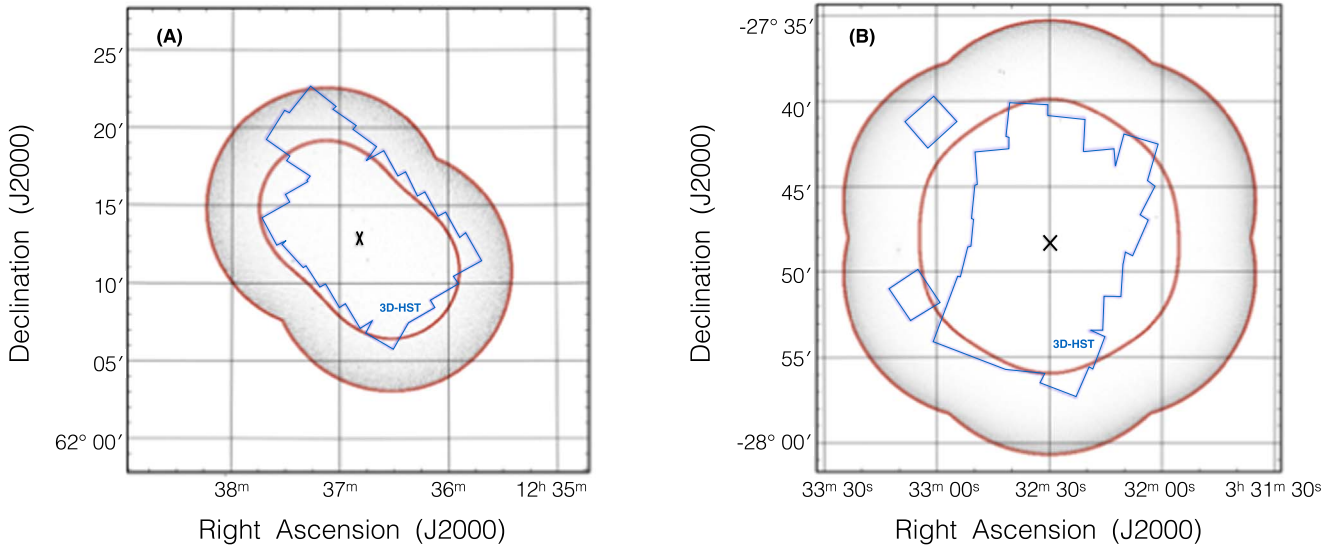 (A)
25′
20′
15′
10′
05′
62° 00′
3D-HST
38ᵐ
37ᵐ
36ᵐ
12ʰ 35ᵐ
Right Ascension (J2000)
Declination (J2000)
(B)
-27° 35′
40′
45′
50′
55′
-28° 00′
3D-HST
33ᵐ 30ˢ
33ᵐ 00ˢ
32ᵐ 30ˢ
32ᵐ 00ˢ
3ʰ 31ᵐ 30ˢ
Right Ascension (J2000)
Declination (J2000)